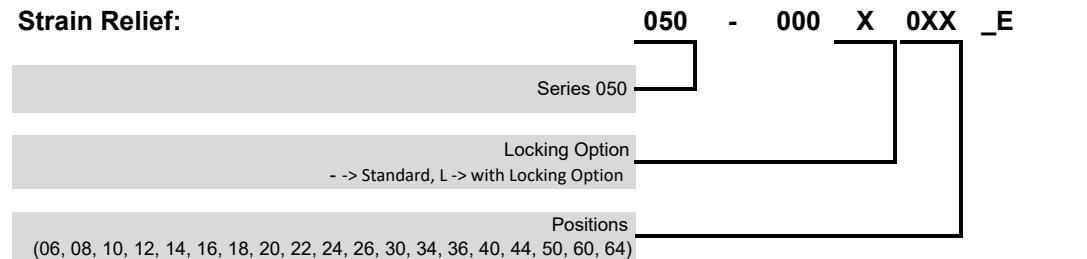 Strain Relief: 050 - 000 X 0XX _E
Series 050
Locking Option
- -> Standard, L -> with Locking Option
Positions
(06, 08, 10, 12, 14, 16, 18, 20, 22, 24, 26, 30, 34, 36, 40, 44, 50, 60, 64)